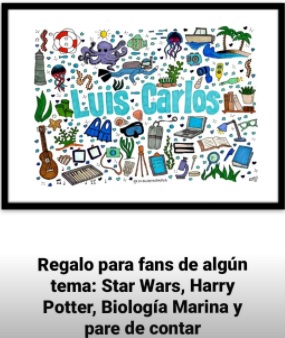 Luis Carlos
Regalo para fans de algún
tema: Star Wars, Harry
Potter, Biología Marina y
pare de contar